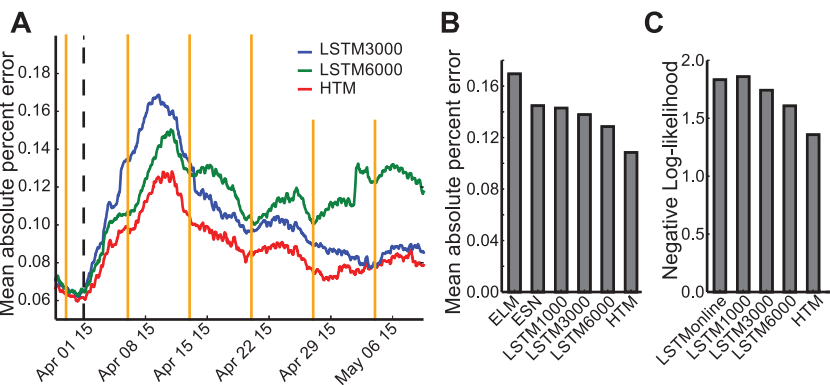 A
Mean absolute percent error
0.18
0.16
0.14
0.12
0.10
0.08
0.06
LSTM3000
LSTM6000
HTM
Apr 01 15
Apr 08 15
Apr 15 15
Apr 22 15
Apr 29 15
May 06 15
B
Mean absolute percent error
0.16
0.12
0.08
0.04
0.00
ELM
ESN
LSTM1000
LSTM3000
LSTM6000
HTM
C
Negative Log-likelihood
2.0
1.5
1.0
0.5
0.0
LSTMonline
LSTM1000
LSTM3000
LSTM6000
HTM